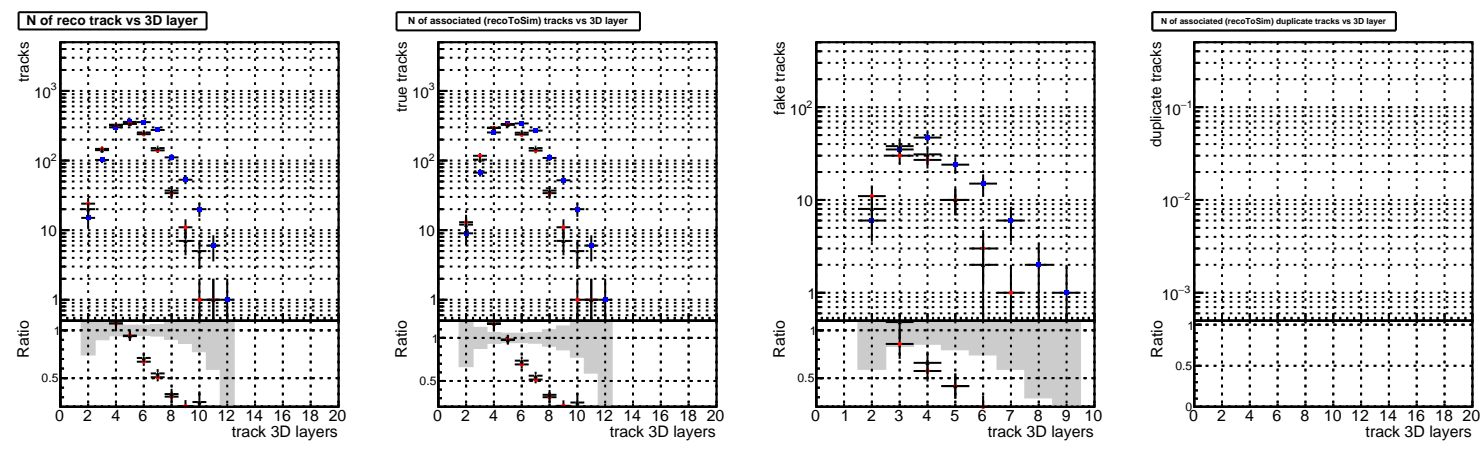 N of reco track vs 3D layer
tracks
10³
10²
10
1
Ratio
1
0.5
0 2 4 6 8 10 12 14 16 18 20
track 3D layers
N of associated (recoToSim) tracks vs 3D layer
true tracks
10³
10²
10
1
Ratio
1
0.5
0 2 4 6 8 10 12 14 16 18 20
track 3D layers
fake tracks
10²
10
1
Ratio
1
0.5
0 1 2 3 4 5 6 7 8 9 10
track 3D layers
N of associated (recoToSim) duplicate tracks vs 3D layer
duplicate tracks
10⁻¹
10⁻²
10⁻³
Ratio
1
0.5
0
0 2 4 6 8 10 12 14 16 18 20
track 3D layers